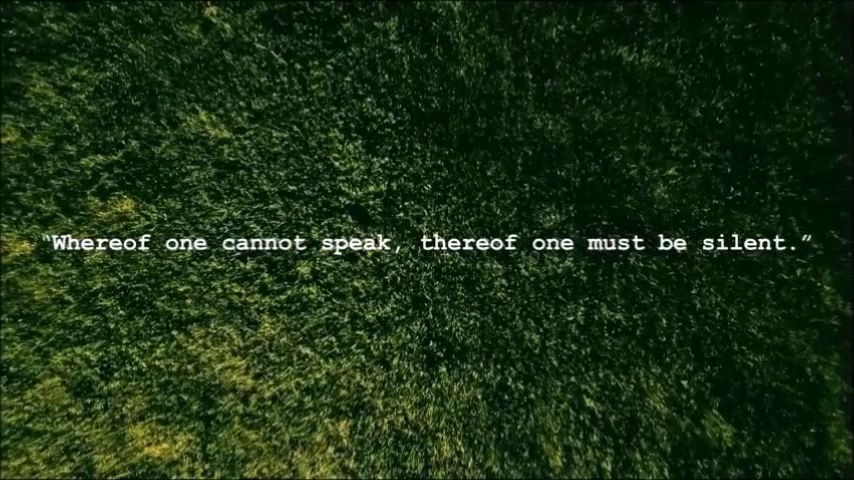 “Whereof one cannot speak, thereof one must be silent.”